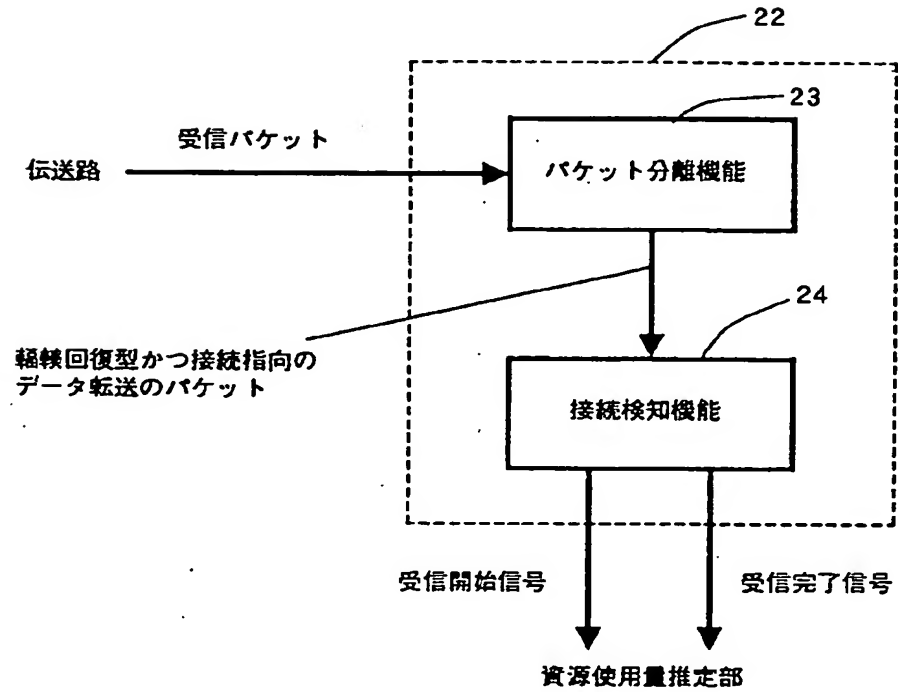 22
23
受信パケット
伝送路
パケット分離機能
24
輻輳回復型かつ接続指向の
データ転送のパケット
接続検知機能
受信開始信号
受信完了信号
資源使用量推定部